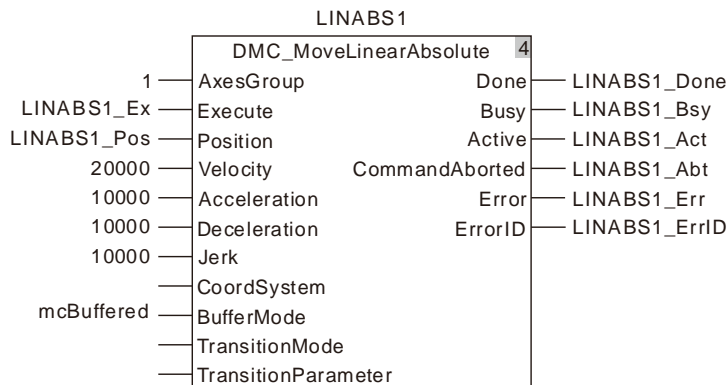 LINABS1
DMC_MoveLinearAbsolute 4
1 AxesGroup Done LINABS1_Done
LINABS1_Ex Execute Busy LINABS1_Bsy
LINABS1_Pos Position Active LINABS1_Act
20000 Velocity CommandAborted LINABS1_Abt
10000 Acceleration Error LINABS1_Err
10000 Deceleration ErrorID LINABS1_ErrID
10000 Jerk
CoordSystem
mcBuffered BufferMode
TransitionMode
TransitionParameter